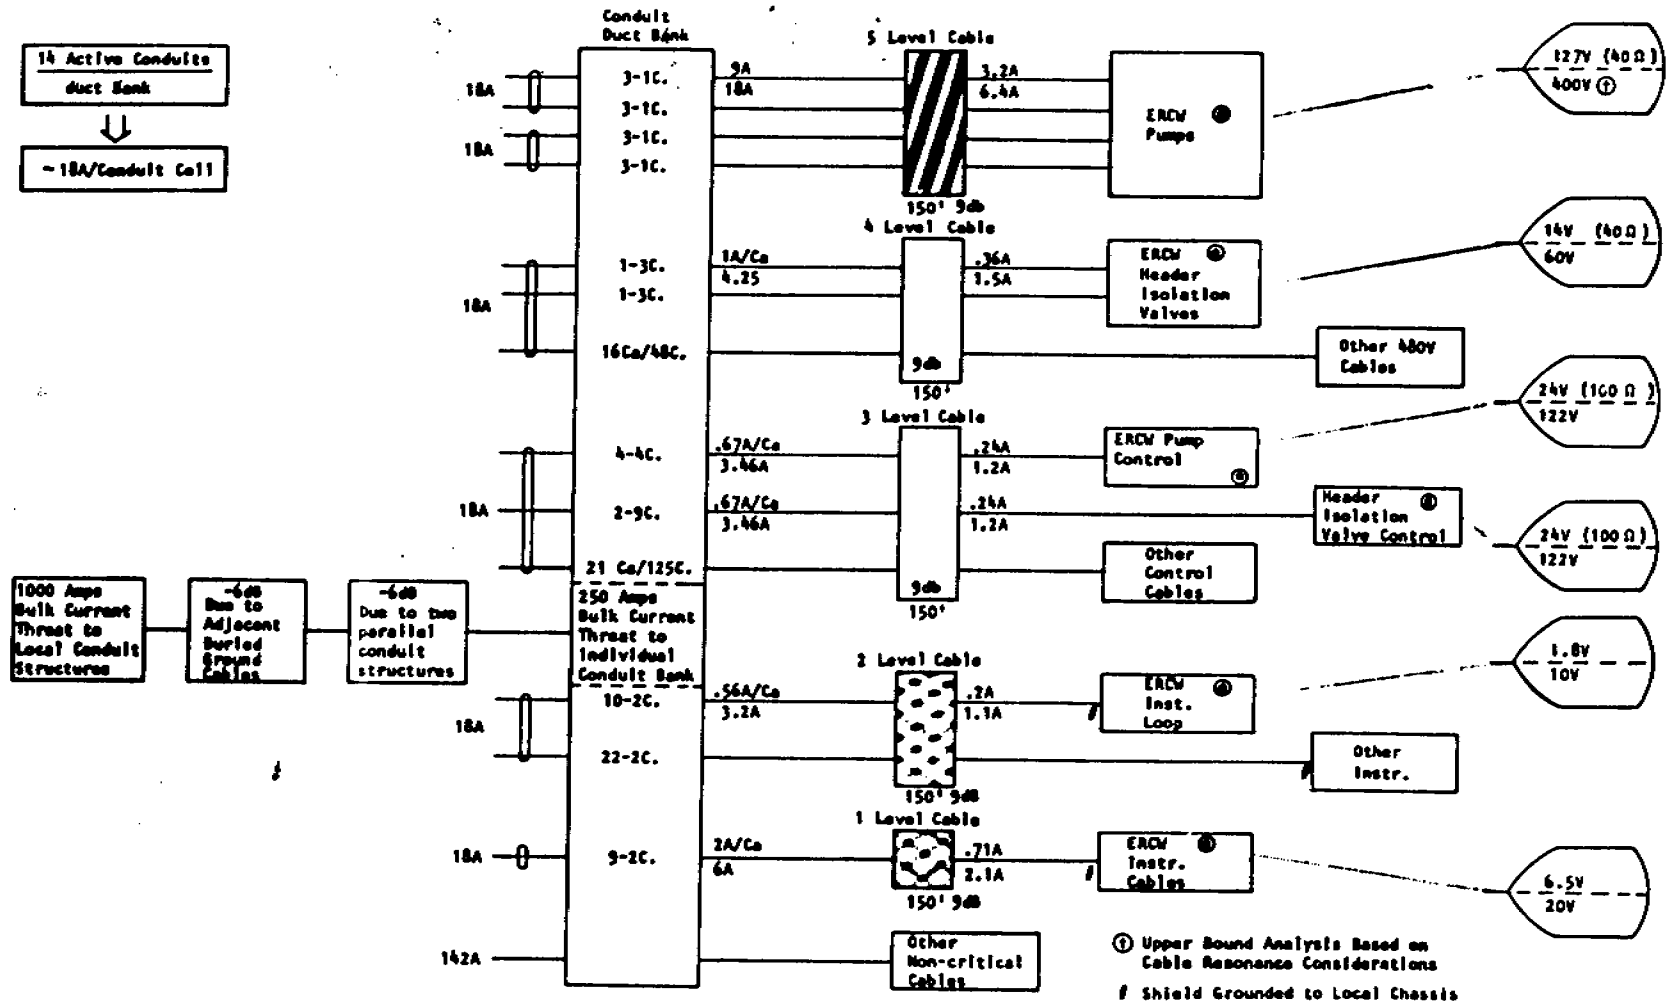 14 Active Conduits
duct Bank
~ 18A/Conduit Cell
Conduit
Duct Bank
18A
18A
3-1C.
3-1C.
3-1C.
3-1C.
9A
18A
5 Level Cable
150' 9db
3.2A
6.4A
ERCW
Pumps
127V (40Ω)
400V ↑
18A
1-3C.
1-3C.
16Ca/48C.
1A/Ca
4.25
4 Level Cable
9db
150'
.36A
1.5A
ERCW
Header
Isolation
Valves
14V (40Ω)
60V
Other 480V
Cables
18A
4-4C.
2-9C.
21 Ca/125C.
.67A/Ca
3.46A
.67A/Ca
3.46A
3 Level Cable
9db
150'
.24A
1.2A
ERCW Pump
Control
24V (100Ω)
122V
.24A
1.2A
Header
Isolation
Valve Control
24V (100Ω)
122V
Other
Control
Cables
1000 Amps
Bulk Current
Threat to
Local Conduit
Structures
-6dB
Due to
Adjacent
Buried
Ground
Cables
-6dB
Due to two
parallel
conduit
structures
250 Amps
Bulk Current
Threat to
Individual
Conduit Bank
18A
10-2C.
22-2C.
.56A/Ca
3.2A
2 Level Cable
150' 9dB
.2A
1.1A
ERCW
Inst.
Loop
1.8V
10V
Other
Instr.
18A
9-2C.
2A/Ca
6A
1 Level Cable
150' 9db
.71A
2.1A
ERCW
Instr.
Cables
6.5V
20V
142A
Other
Non-critical
Cables
↑ Upper Bound Analysis Based on
Cable Resonance Considerations
Shield Grounded to Local Chassis